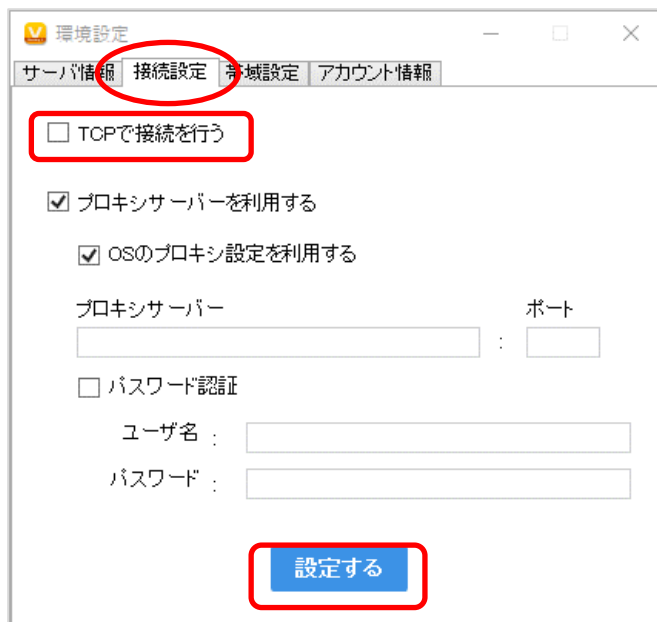 環境設定
サーバ情報 接続設定 帯域設定 アカウント情報
TCPで接続を行う
プロキシサーバーを利用する
OSのプロキシ設定を利用する
プロキシサーバー ポート
:
パスワード認証
ユーザ名 :
パスワード :
設定する